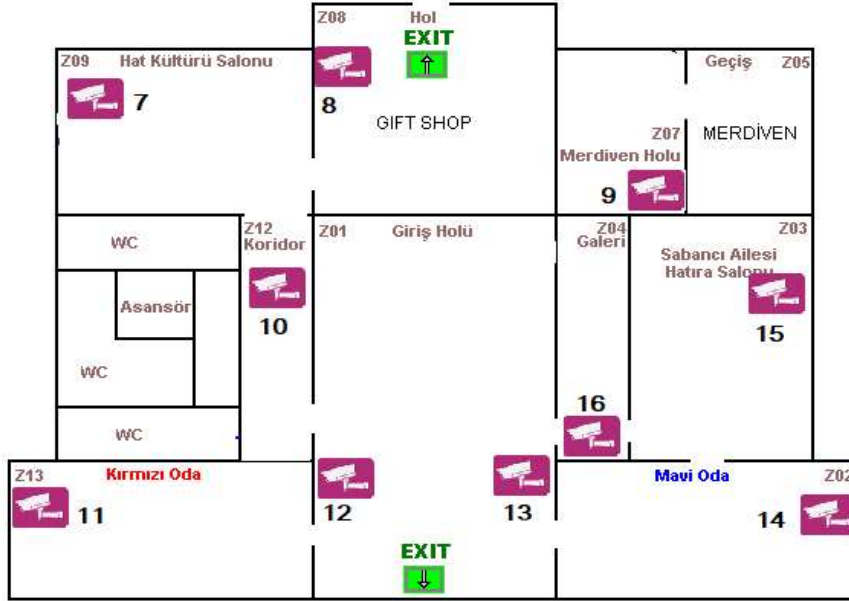 Z08 Hol
EXIT
8
GIFT SHOP
Z09 Hat Kültürü Salonu
7
Geçiş Z05
MERDİVEN
Z07
Merdiven Holu
9
WC
Asansör
WC
WC
Z12
Koridor
10
Z01 Giriş Holü
Z04
Galeri
16
Z03
Sabancı Ailesi
Hatıra Salonu
15
Z13 Kırmızı Oda
11
12
13
EXIT
Mavi Oda Z02
14